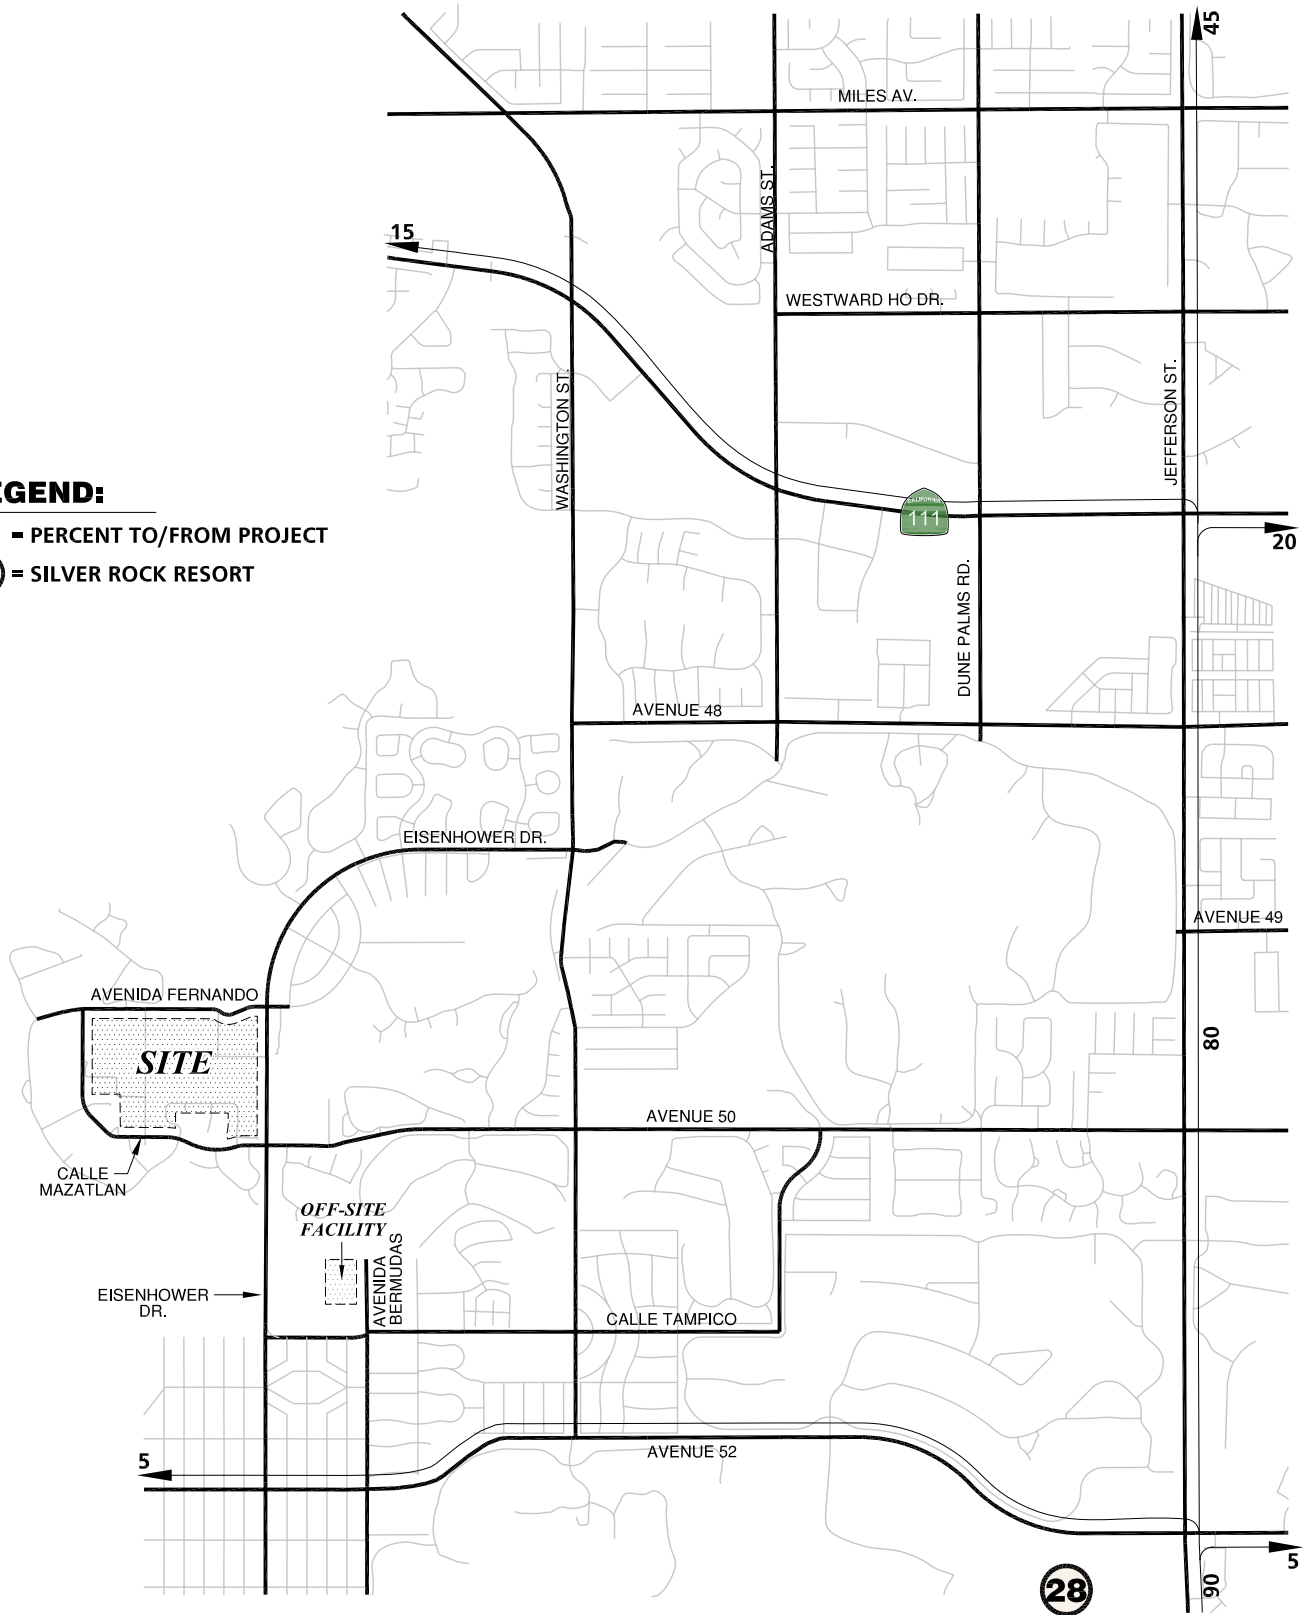 45
MILES AV.
ADAMS ST.
15
WESTWARD HO DR.
WASHINGTON ST.
JEFFERSON ST.
EGEND:
= PERCENT TO/FROM PROJECT
= SILVER ROCK RESORT
CALIFORNIA
111
20
DUNE PALMS RD.
AVENUE 48
EISENHOWER DR.
AVENUE 49
AVENIDA FERNANDO
SITE
80
AVENUE 50
CALLE
MAZATLAN
OFF-SITE
FACILITY
AVENIDA
BERMUDAS
EISENHOWER
DR.
CALLE TAMPICO
AVENUE 52
5
5
28
90